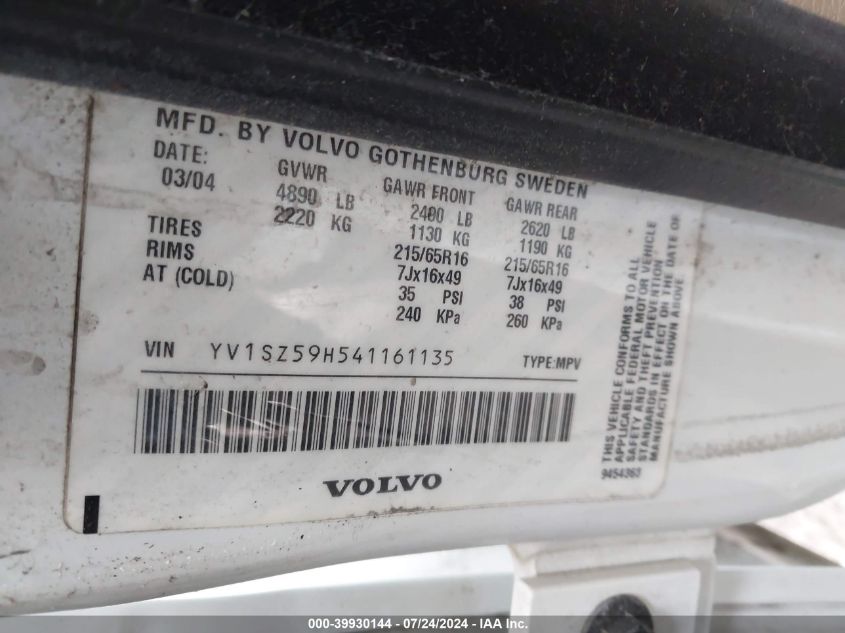 MFD. BY VOLVO GOTHENBURG SWEDEN
DATE: GVWR GAWR FRONT GAWR REAR
03/04 4890 LB 2480 LB 2620 LB
2220 KG 1130 KG 1190 KG
TIRES 215/65R16 215/65R16
RIMS 7Jx16x49 7Jx16x49
AT (COLD) 35 PSI 38 PSI
240 KPa 260 KPa
VIN YV1SZ59H541161135 TYPE:MPV
VOLVO
THIS VEHICLE CONFORMS TO ALL
APPLICABLE FEDERAL MOTOR VEHICLE
SAFETY AND THEFT PREVENTION
STANDARDS IN EFFECT ON THE DATE OF
MANUFACTURE SHOWN ABOVE
9454363
000-39930144 / 07/24/2024 / IAA Inc.